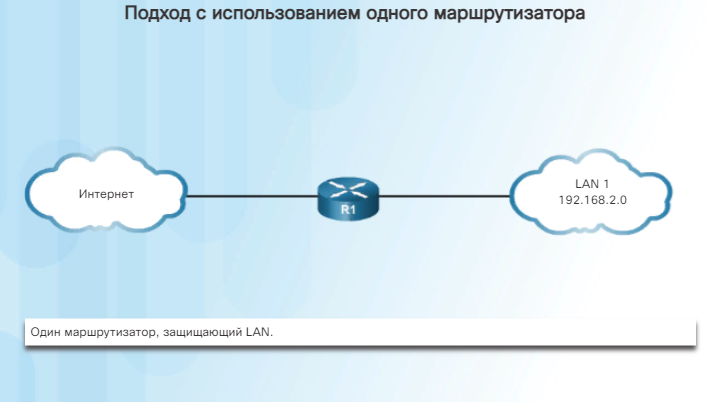 Подход с использованием одного маршрутизатора
Интернет
R1
LAN 1
192.168.2.0
Один маршрутизатор, защищающий LAN.